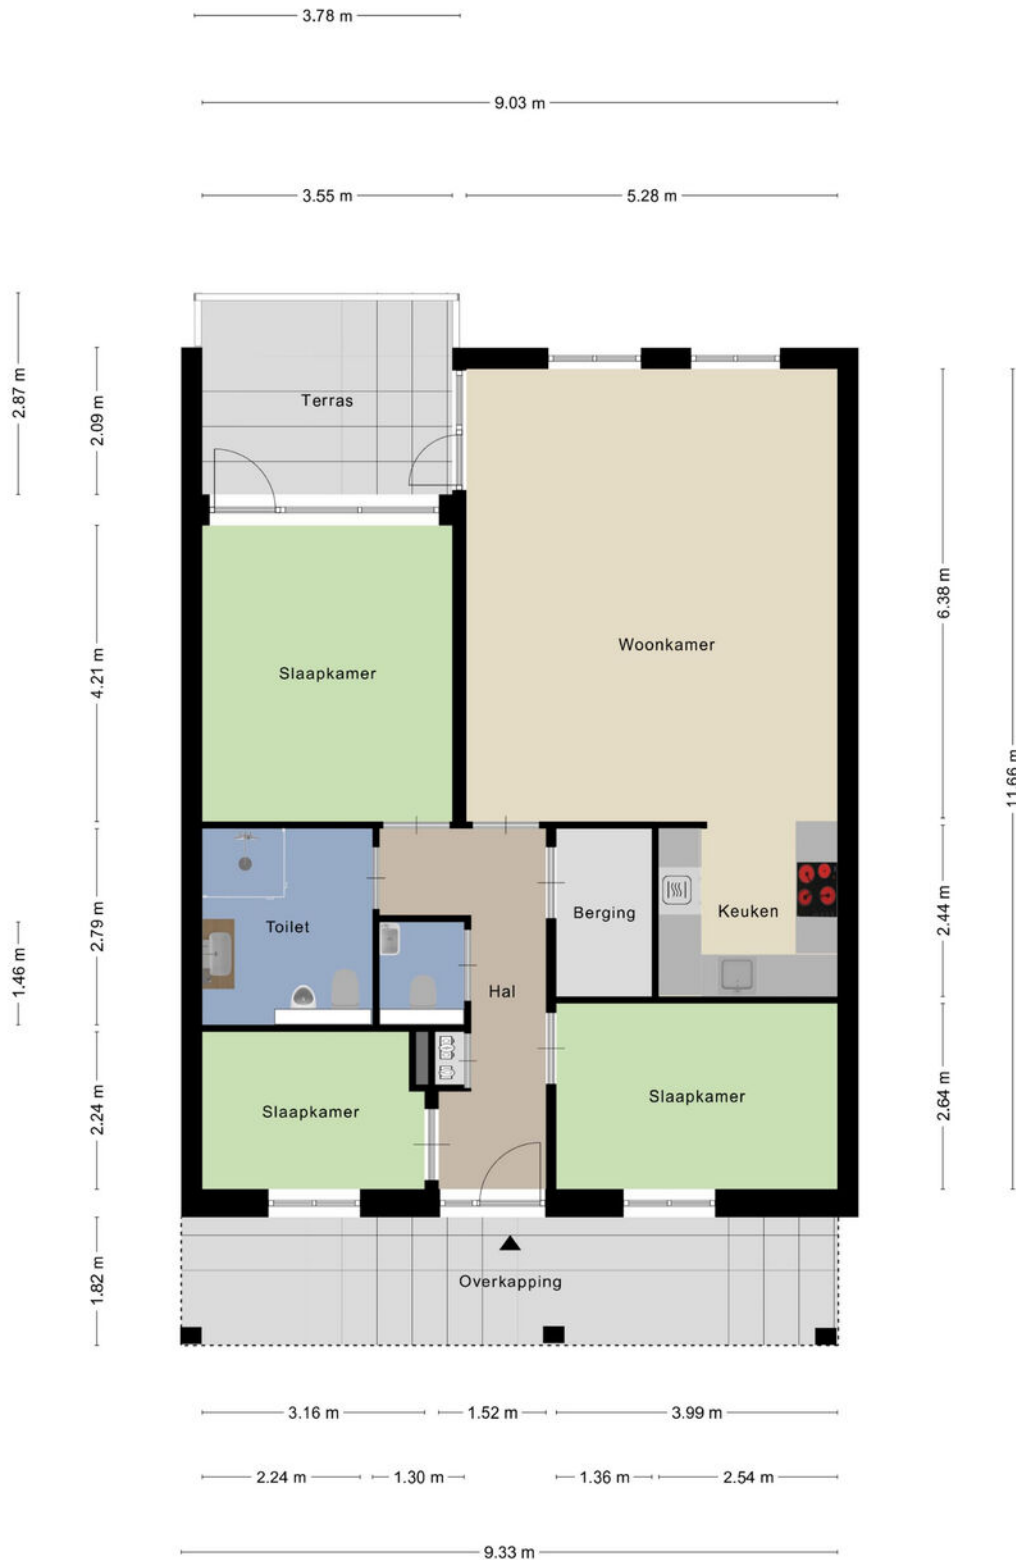 3.78 m
9.03 m
3.55 m
5.28 m
2.87 m
2.09 m
Terras
6.38 m
Woonkamer
4.21 m
Slaapkamer
11.66 m
Keuken
Berging
2.44 m
Toilet
2.79 m
1.46 m
Hal
Slaapkamer
2.64 m
Slaapkamer
2.24 m
Overkapping
1.82 m
3.16 m
1.52 m
3.99 m
2.24 m
1.30 m
1.36 m
2.54 m
9.33 m